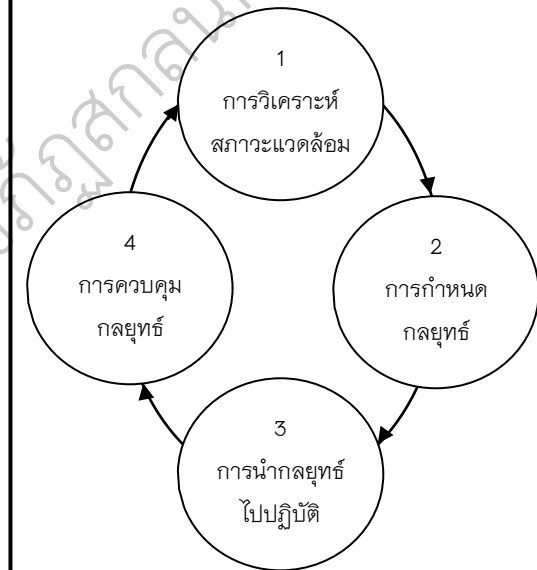 1
การวิเคราะห์
สภาวะแวดล้อม
2
การกำหนด
กลยุทธ์
3
การนำกลยุทธ์
ไปปฏิบัติ
4
การควบคุม
กลยุทธ์